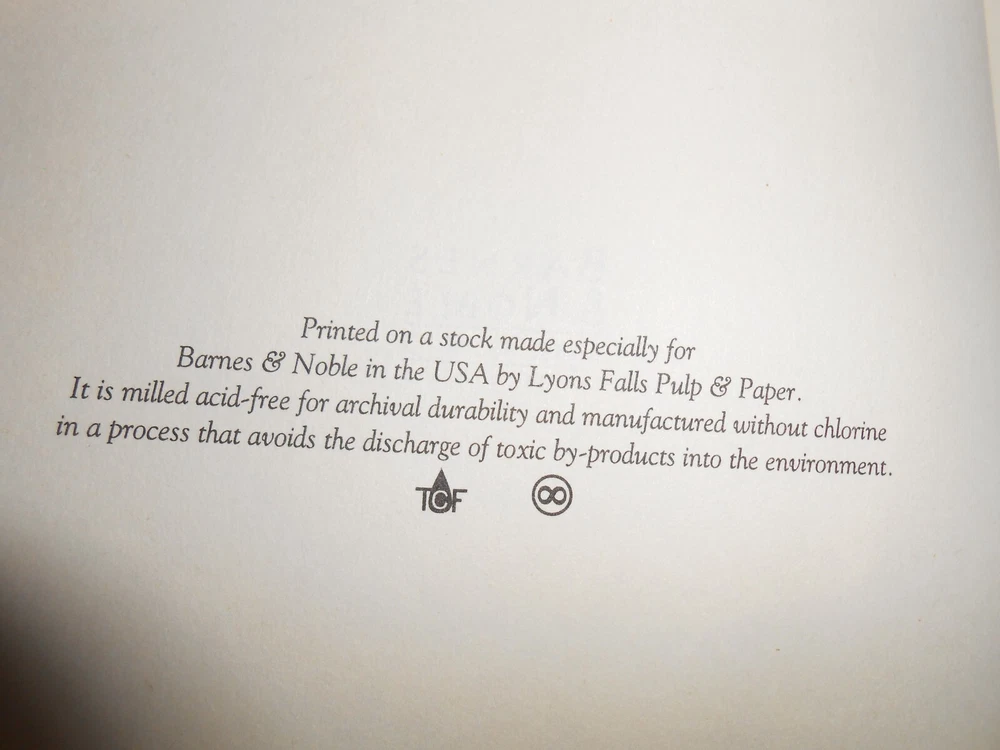 Printed on a stock made especially for
Barnes & Noble in the USA by Lyons Falls Pulp & Paper.
It is milled acid-free for archival durability and manufactured without chlorine
in a process that avoids the discharge of toxic by-products into the environment.
TCF